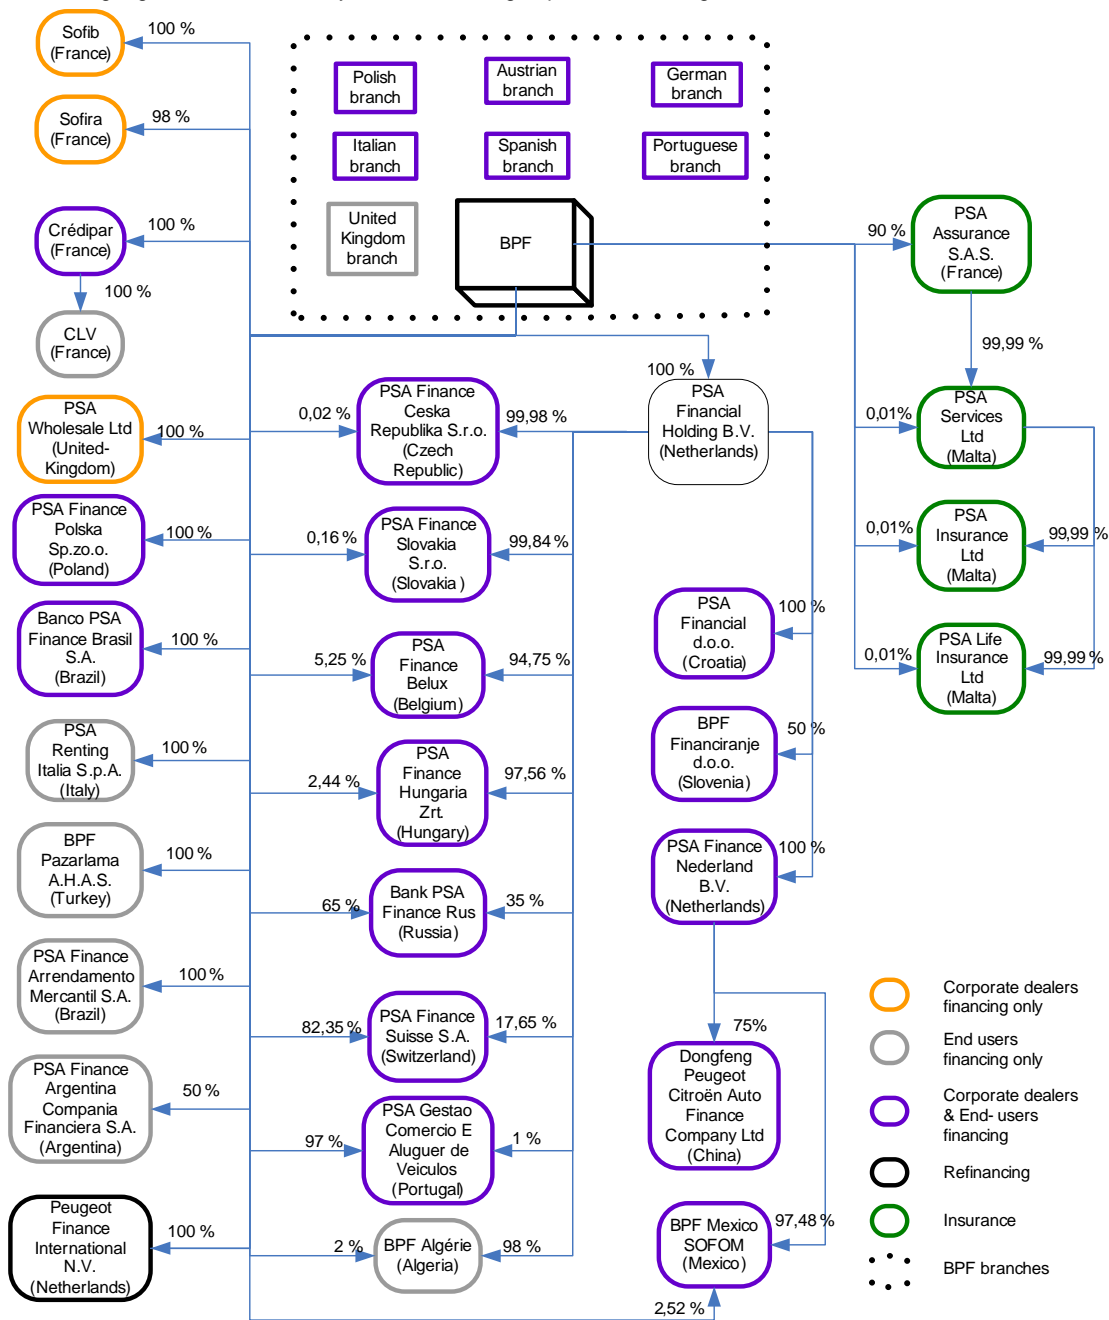 Sofib
(France)
100 %
Sofira
(France)
98 %
Crédipar
(France)
100 %
100 %
CLV
(France)
PSA
Wholesale Ltd
(United-
Kingdom)
100 %
PSA Finance
Polska
Sp.zo.o.
(Poland)
100 %
Banco PSA
Finance Brasil
S.A.
(Brazil)
100 %
PSA
Renting
Italia S.p.A.
(Italy)
100 %
BPF
Pazarlama
A.H.A.S.
(Turkey)
100 %
PSA Finance
Arrendamento
Mercantil S.A.
(Brazil)
100 %
PSA Finance
Argentina
Compania
Financiera S.A.
(Argentina)
50 %
Peugeot
Finance
International
N.V.
(Netherlands)
100 %
Polish
branch
Austrian
branch
German
branch
Italian
branch
Spanish
branch
Portuguese
branch
United
Kingdom
branch
BPF
0,02 %
PSA Finance
Ceska
Republika S.r.o.
(Czech
Republic)
99,98 %
0,16 %
PSA Finance
Slovakia
S.r.o.
(Slovakia )
99,84 %
5,25 %
PSA
Finance
Belux
(Belgium)
94,75 %
2,44 %
PSA
Finance
Hungaria
Zrt.
(Hungary)
97,56 %
65 %
Bank PSA
Finance Rus
(Russia)
35 %
82,35 %
PSA Finance
Suisse S.A.
(Switzerland)
17,65 %
97 %
PSA Gestao
Comercio E
Aluguer de
Veiculos
(Portugal)
1 %
2 %
BPF Algérie
(Algeria)
98 %
100 %
PSA
Financial
Holding B.V.
(Netherlands)
PSA
Financial
d.o.o.
(Croatia)
100 %
BPF
Financiranje
d.o.o.
(Slovenia)
50 %
PSA Finance
Nederland
B.V.
(Netherlands)
100 %
75%
Dongfeng
Peugeot
Citroën Auto
Finance
Company Ltd
(China)
BPF Mexico
SOFOM
(Mexico)
97,48 %
2,52 %
90 %
PSA
Assurance
S.A.S.
(France)
99,99 %
0,01%
PSA
Services
Ltd
(Malta)
0,01%
PSA
Insurance
Ltd
(Malta)
99,99 %
0,01%
PSA Life
Insurance
Ltd
(Malta)
99,99 %
Corporate dealers
financing only
End users
financing only
Corporate dealers
& End- users
financing
Refinancing
Insurance
BPF branches